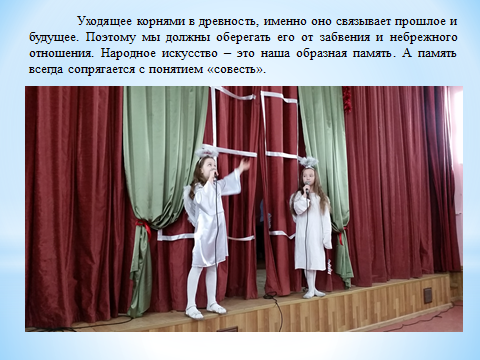 Уходящее корнями в древность, именно оно связывает прошлое и
будущее. Поэтому мы должны оберегать его от забвения и небрежного
отношения. Народное искусство – это наша образная память. А память
всегда сопрягается с понятием «совесть».